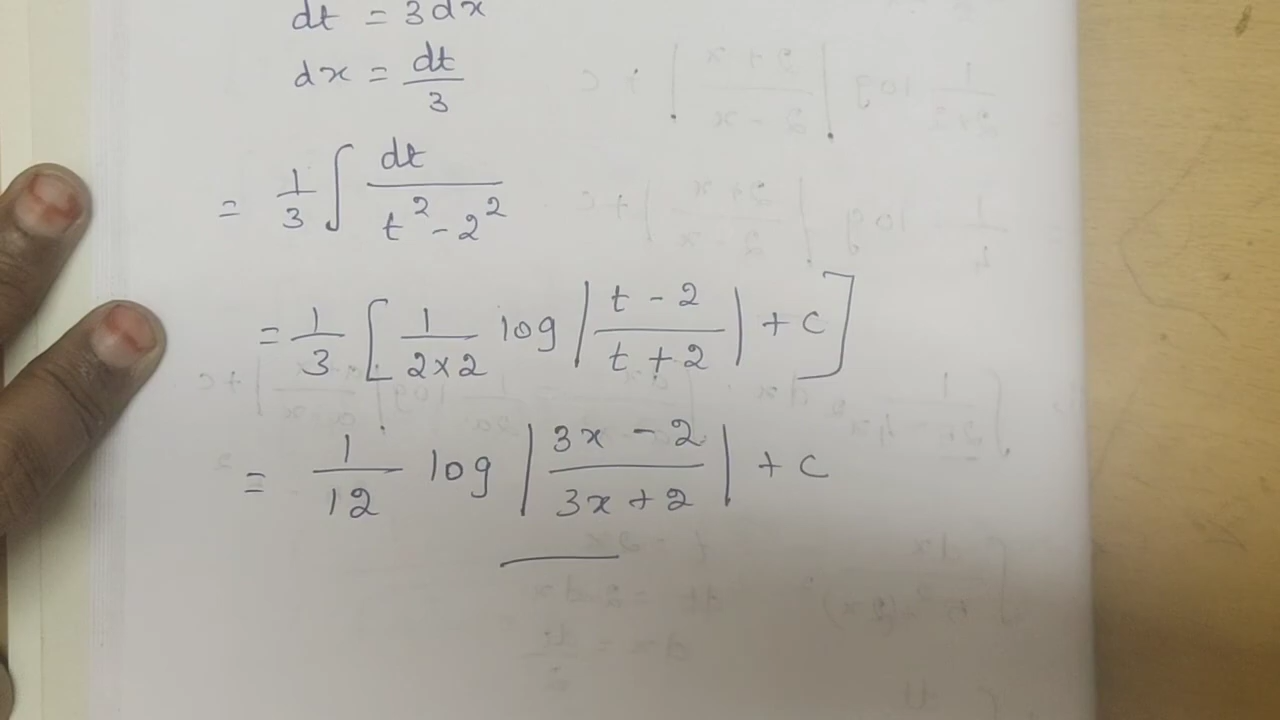 dt = 3dx
dx = dt/3
= 1/3 ∫ dt/(t² - 2²)
= 1/3 [ 1/(2×2) log | (t - 2)/(t + 2) | + c ]
= 1/12 log | (3x - 2)/(3x + 2) | + c